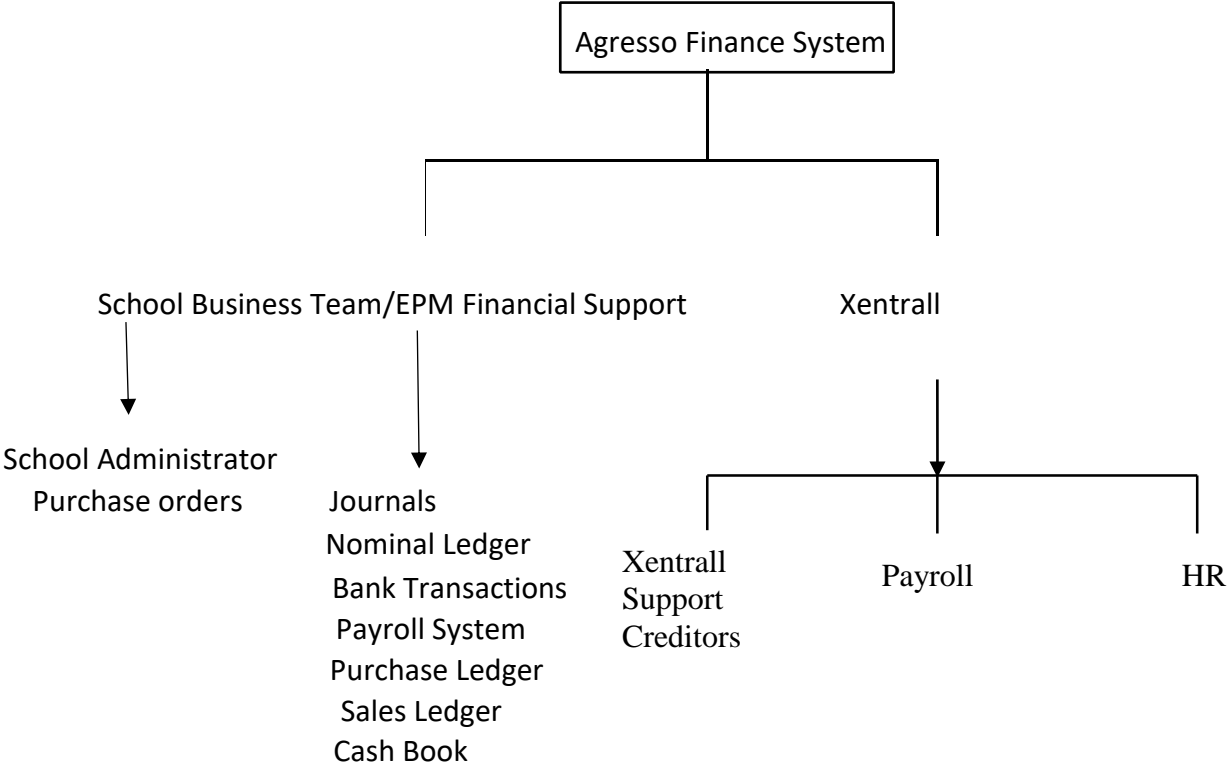 Agresso Finance System
School Business Team/EPM Financial Support
Xentrall
School Administrator
Purchase orders
Journals
Nominal Ledger
Bank Transactions
Payroll System
Purchase Ledger
Sales Ledger
Cash Book
Xentrall
Support
Creditors
Payroll
HR